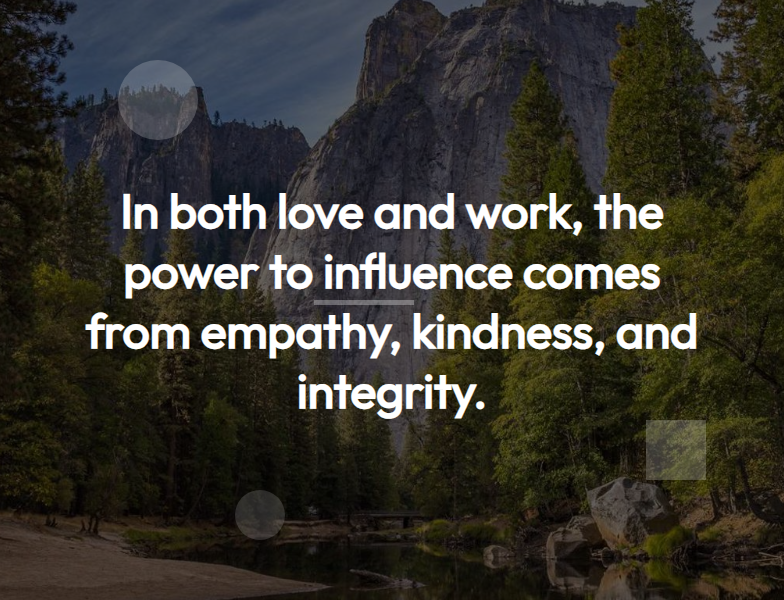 In both love and work, the
power to influence comes
from empathy, kindness, and
integrity.